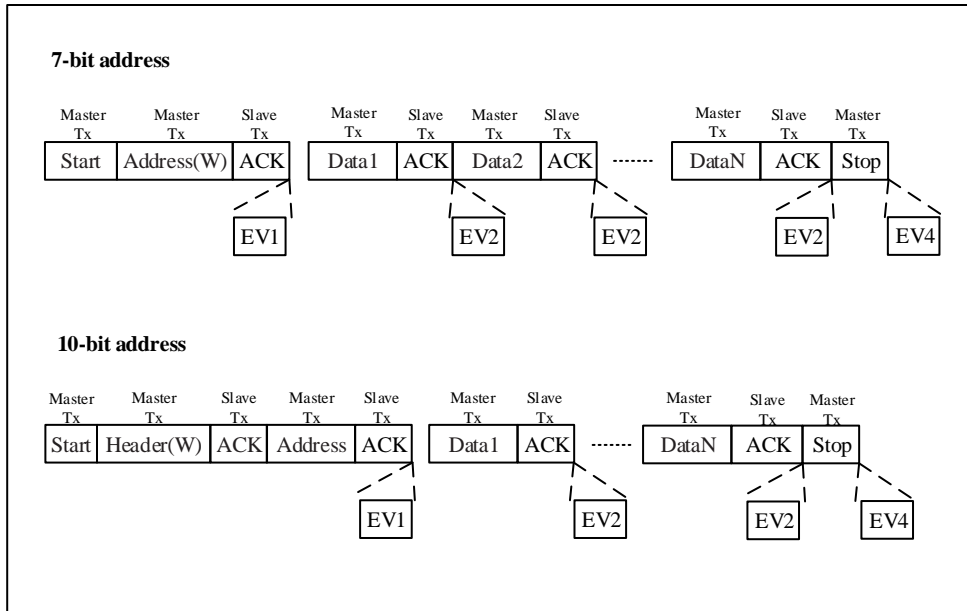 7-bit address
Master Tx Master Tx Slave Tx Master Tx Slave Tx Master Tx Slave Tx Master Tx Slave Tx Master Tx
Start Address(W) ACK Data1 ACK Data2 ACK DataN ACK Stop
EV1 EV2 EV2 EV2 EV4
10-bit address
Master Tx Master Tx Slave Tx Master Tx Slave Tx Master Tx Slave Tx Master Tx Slave Tx Master Tx
Start Header(W) ACK Address ACK Data1 ACK DataN ACK Stop
EV1 EV2 EV2 EV4